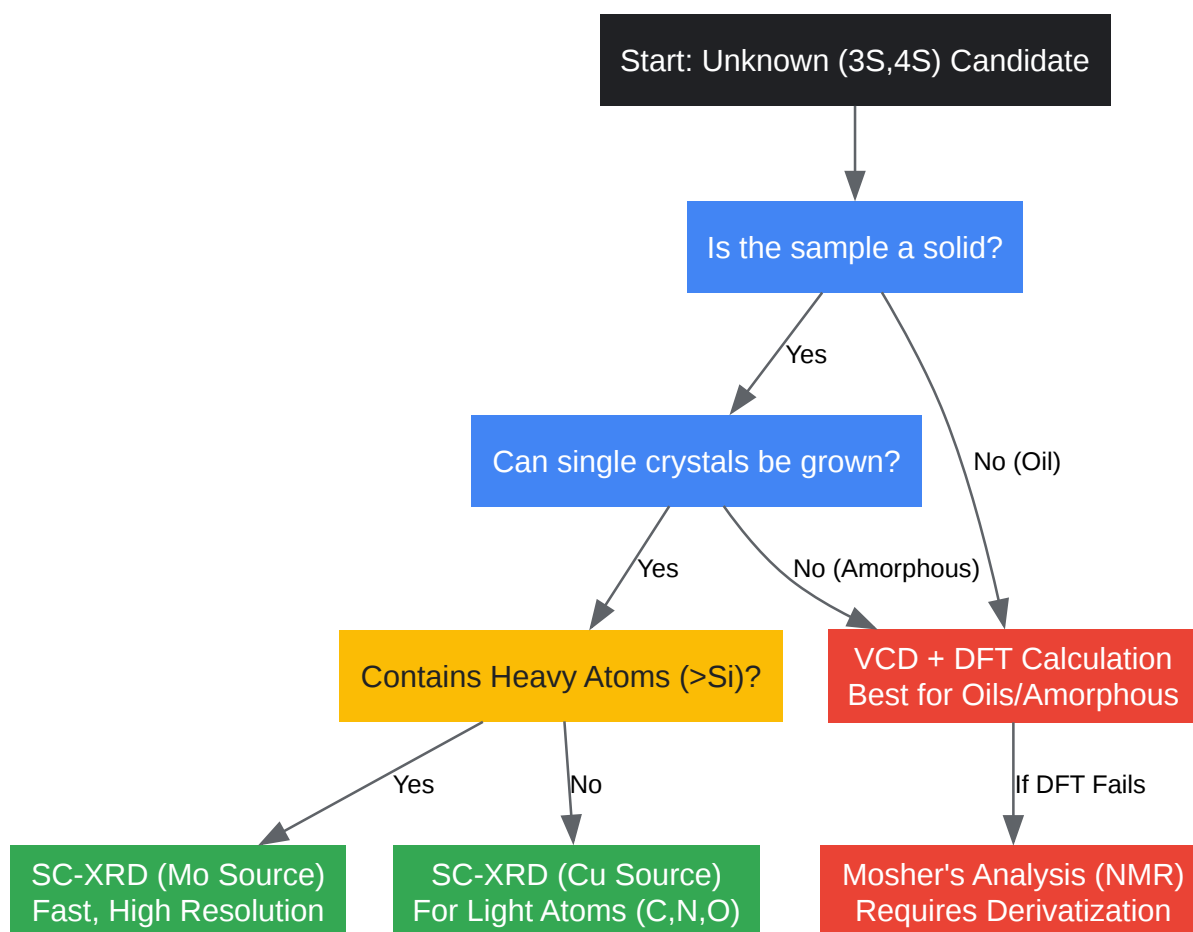 Start: Unknown (3S,4S) Candidate
Is the sample a solid?
Yes
No (Oil)
Can single crystals be grown?
Yes
No (Amorphous)
Contains Heavy Atoms (>Si)?
VCD + DFT Calculation
Best for Oils/Amorphous
Yes
No
If DFT Fails
SC-XRD (Mo Source)
Fast, High Resolution
SC-XRD (Cu Source)
For Light Atoms (C,N,O)
Mosher's Analysis (NMR)
Requires Derivatization